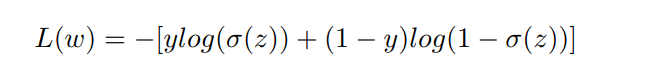 L(w) = −[ylog(σ(z)) + (1 − y)log(1 − σ(z))]